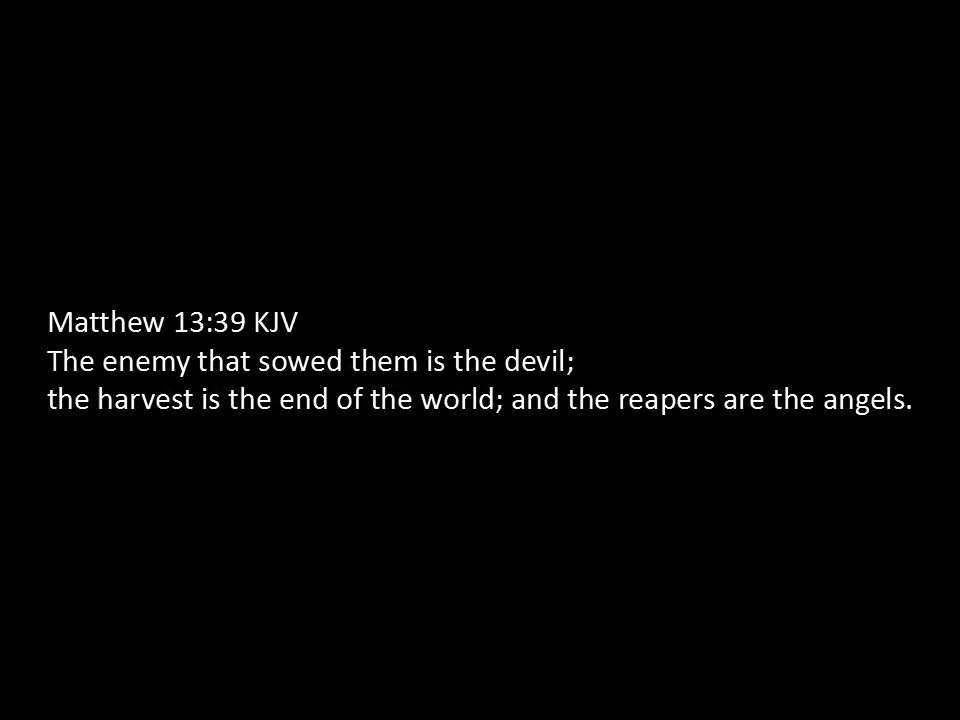 Matthew 13:39 KJV
The enemy that sowed them is the devil;
the harvest is the end of the world; and the reapers are the angels.